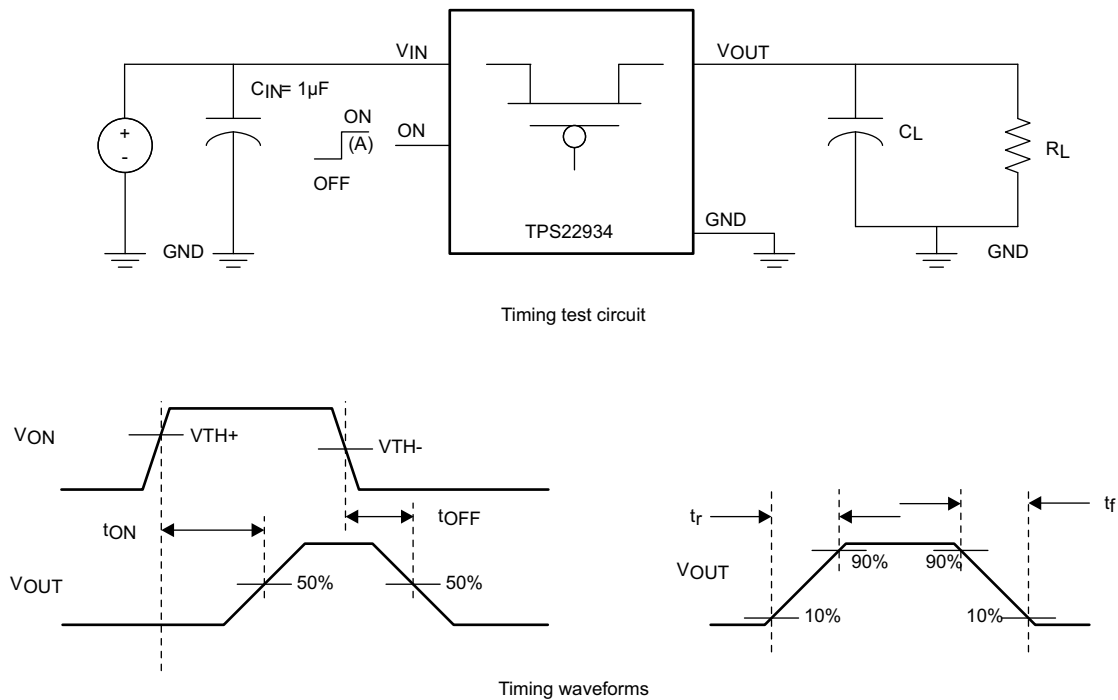 VIN
VOUT
CIN= 1µF
ON
(A)
OFF
ON
+
-
CL
RL
GND
TPS22934
GND
GND
Timing test circuit
VON
VTH+
VTH-
tON
tOFF
VOUT
50%
50%
tr
tf
VOUT
90%
90%
10%
10%
Timing waveforms